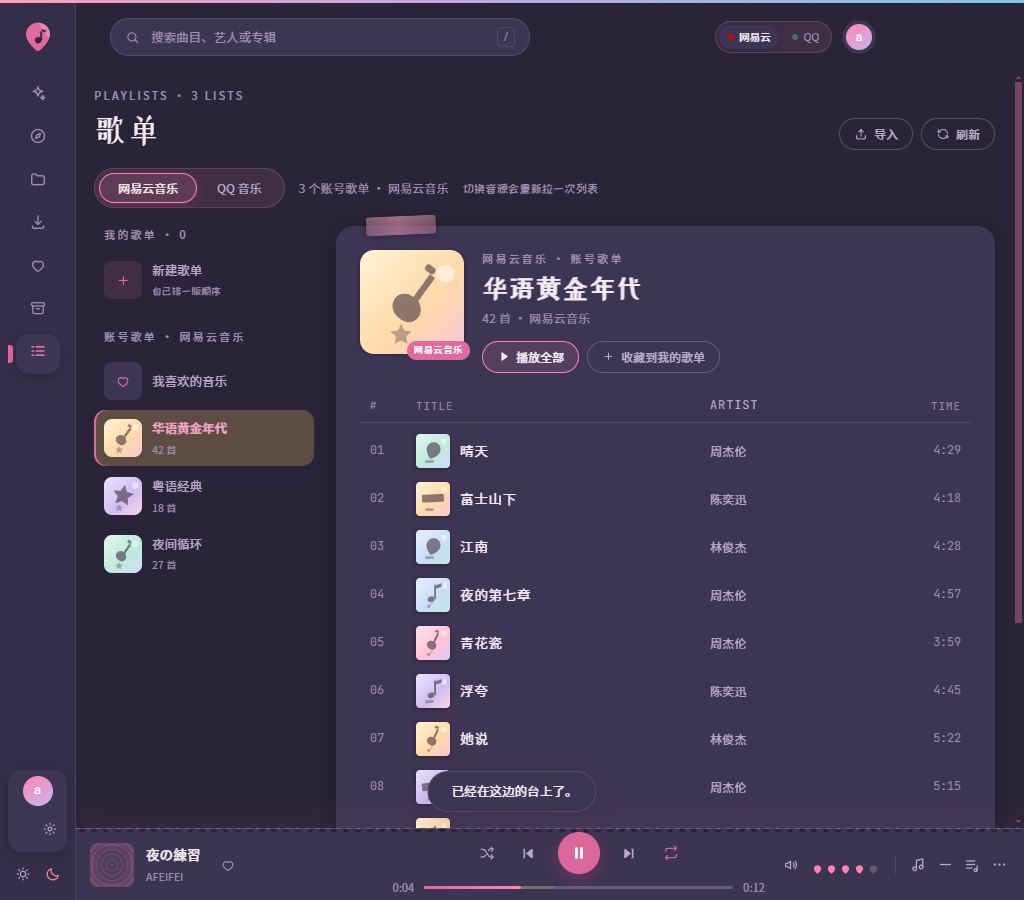 搜索曲目、艺人或专辑
/
网易云
QQ
a
PLAYLISTS • 3 LISTS
歌单
导入
刷新
网易云音乐
QQ 音乐
3 个账号歌单 • 网易云音乐
切换音源会重新拉一次列表
我的歌单 • 0
新建歌单
自己排一版顺序
账号歌单 • 网易云音乐
我喜欢的音乐
华语黄金年代
42 首
粤语经典
18 首
夜间循环
27 首
网易云音乐 • 账号歌单
华语黄金年代
42 首 • 网易云音乐
网易云音乐
播放全部
收藏到我的歌单
# TITLE ARTIST TIME
01 晴天 周杰伦 4:29
02 富士山下 陈奕迅 4:18
03 江南 林俊杰 4:28
04 夜的第七章 周杰伦 4:57
05 青花瓷 周杰伦 3:59
06 浮夸 陈奕迅 4:45
07 她说 林俊杰 5:22
08 周杰伦 5:15
已经在这边的台上了。
a
夜の練習
AFEIFEI
0:04
0:12